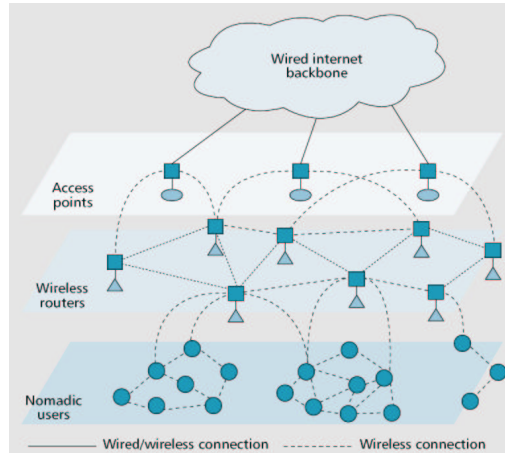 Wired internet
backbone
Access
points
Wireless
routers
Nomadic
users
Wired/wireless connection
Wireless connection